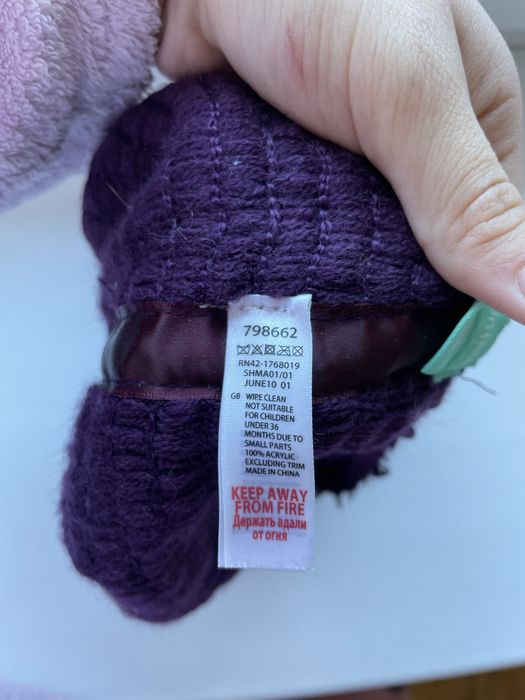 798662
RN42-1768019
SHMA01/01
JUNE10 01
GB WIPE CLEAN
NOT SUITABLE
FOR CHILDREN
UNDER 36
MONTHS DUE TO
SMALL PARTS
100% ACRYLIC
EXCLUDING TRIM
MADE IN CHINA
KEEP AWAY
FROM FIRE
Держать вдали
от огня